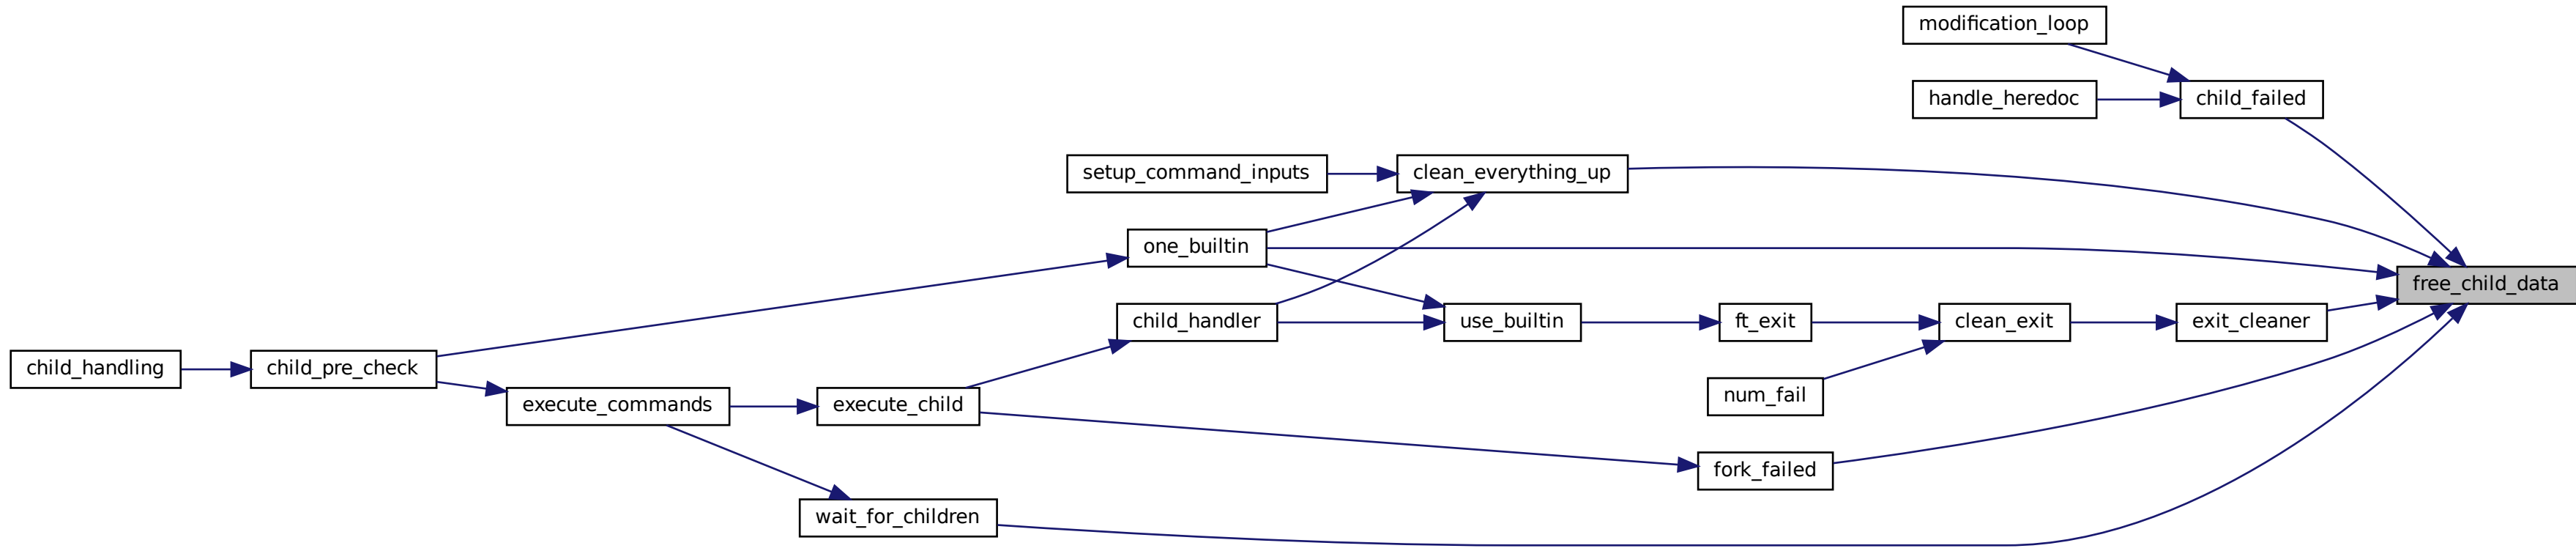 modification_loop
handle_heredoc
child_failed
setup_command_inputs
clean_everything_up
one_builtin
free_child_data
child_handler
use_builtin
ft_exit
clean_exit
exit_cleaner
child_handling
child_pre_check
num_fail
execute_commands
execute_child
fork_failed
wait_for_children